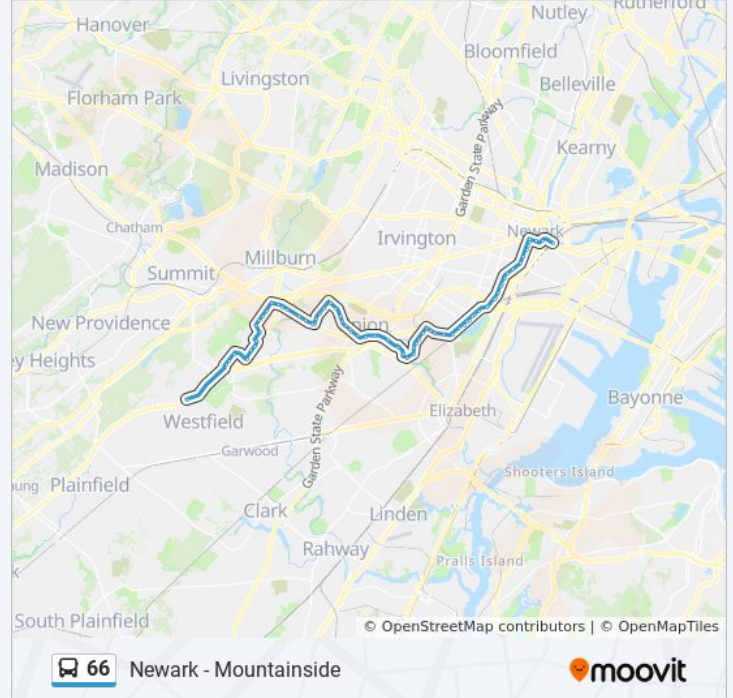 Rutherford
Nutley
Hanover
Bloomfield
Livingston
Belleville
Florham Park
Garden State Parkway
Kearny
Madison
Chatham
Newark
Irvington
Millburn
Summit
New Providence
nion
ey Heights
Bayonne
Westfield
Elizabeth
Garden State Parkway
Garwood
Shooters Island
ung
Plainfield
Clark
Linden
Rahway
Pralls Island
k
South Plainfield
© OpenStreetMap contributors | © OpenMapTiles
66 Newark - Mountainside
moovit